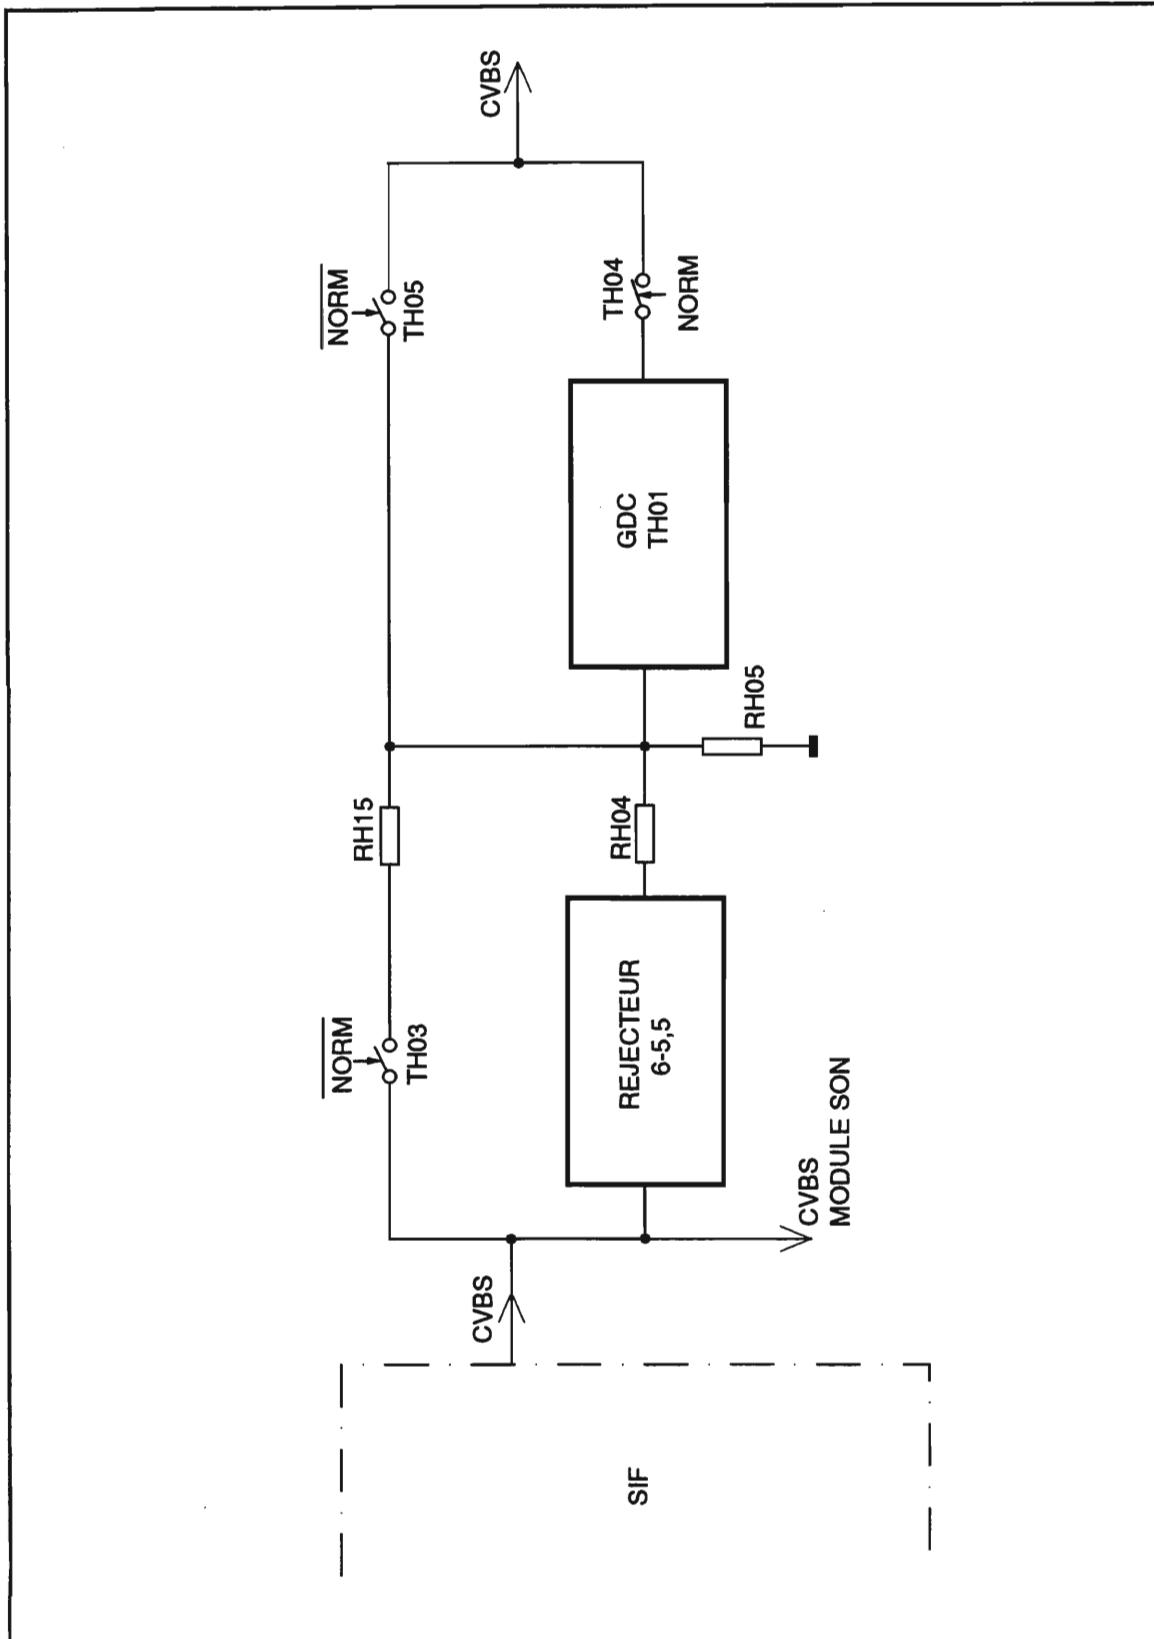 NORM
NORM
RH15
TH03
TH05
CVBS
CVBS
SIF
REJECTEUR
6-5,5
RH04
GDC
TH01
TH04
NORM
RH05
CVBS
MODULE SON